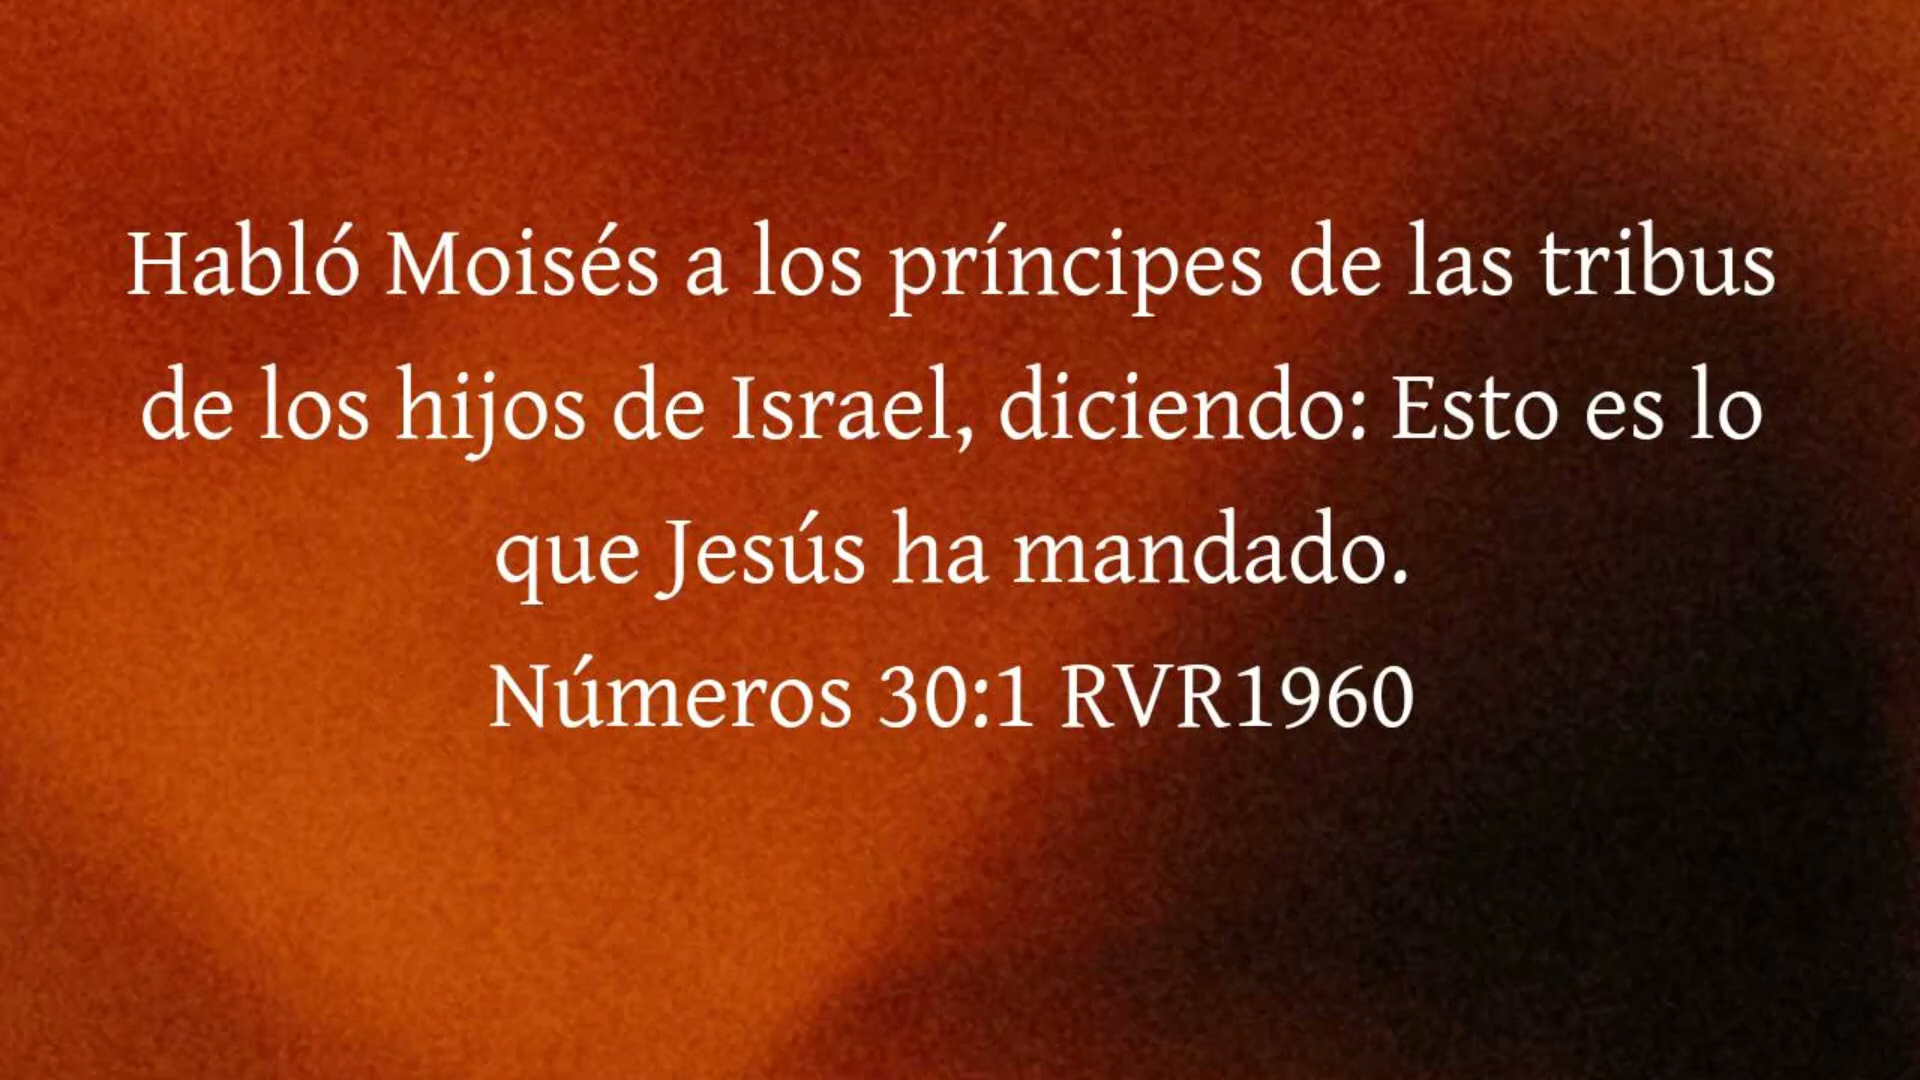 Habló Moisés a los príncipes de las tribus
de los hijos de Israel, diciendo: Esto es lo
que Jesús ha mandado.
Números 30:1 RVR1960